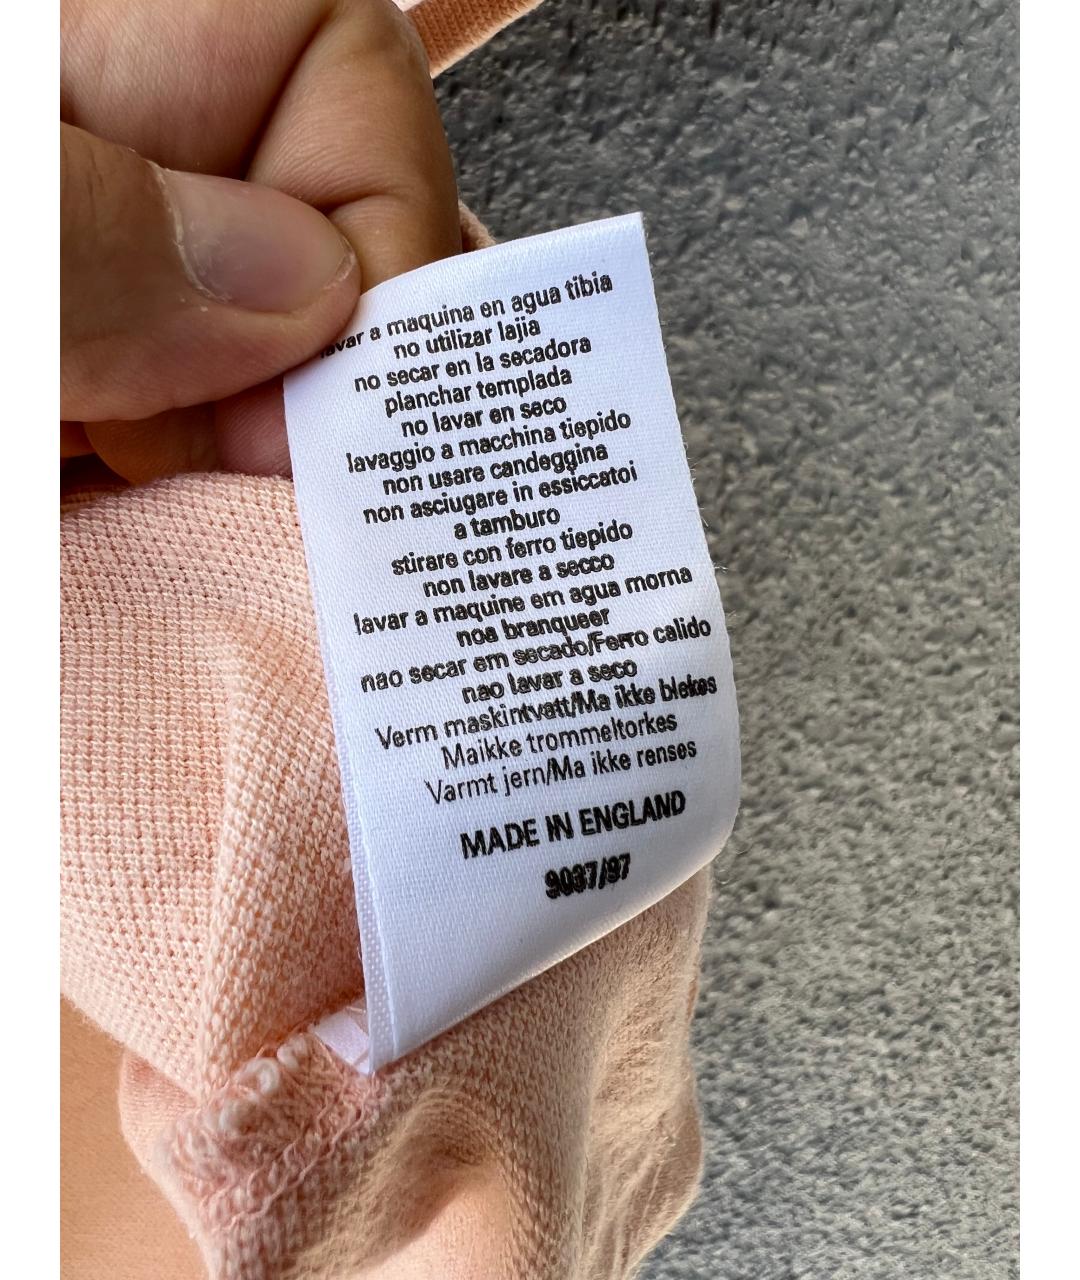 lavar a maquina en agua tibia
no utilizar lajia
no secar en la secadora
planchar templada
no lavar en seco
lavaggio a macchina tiepido
non usare candeggina
non asciugare in essiccatoi
a tamburo
stirare con ferro tiepido
non lavare a secco
lavar a maquine em agua morna
noa branqueer
nao secar em secado/Ferro calido
nao lavar a seco
Verm maskintvatt/Ma ikke blekes
Maikke trommeltorkes
Varmt jern/Ma ikke renses
MADE IN ENGLAND
9037/97